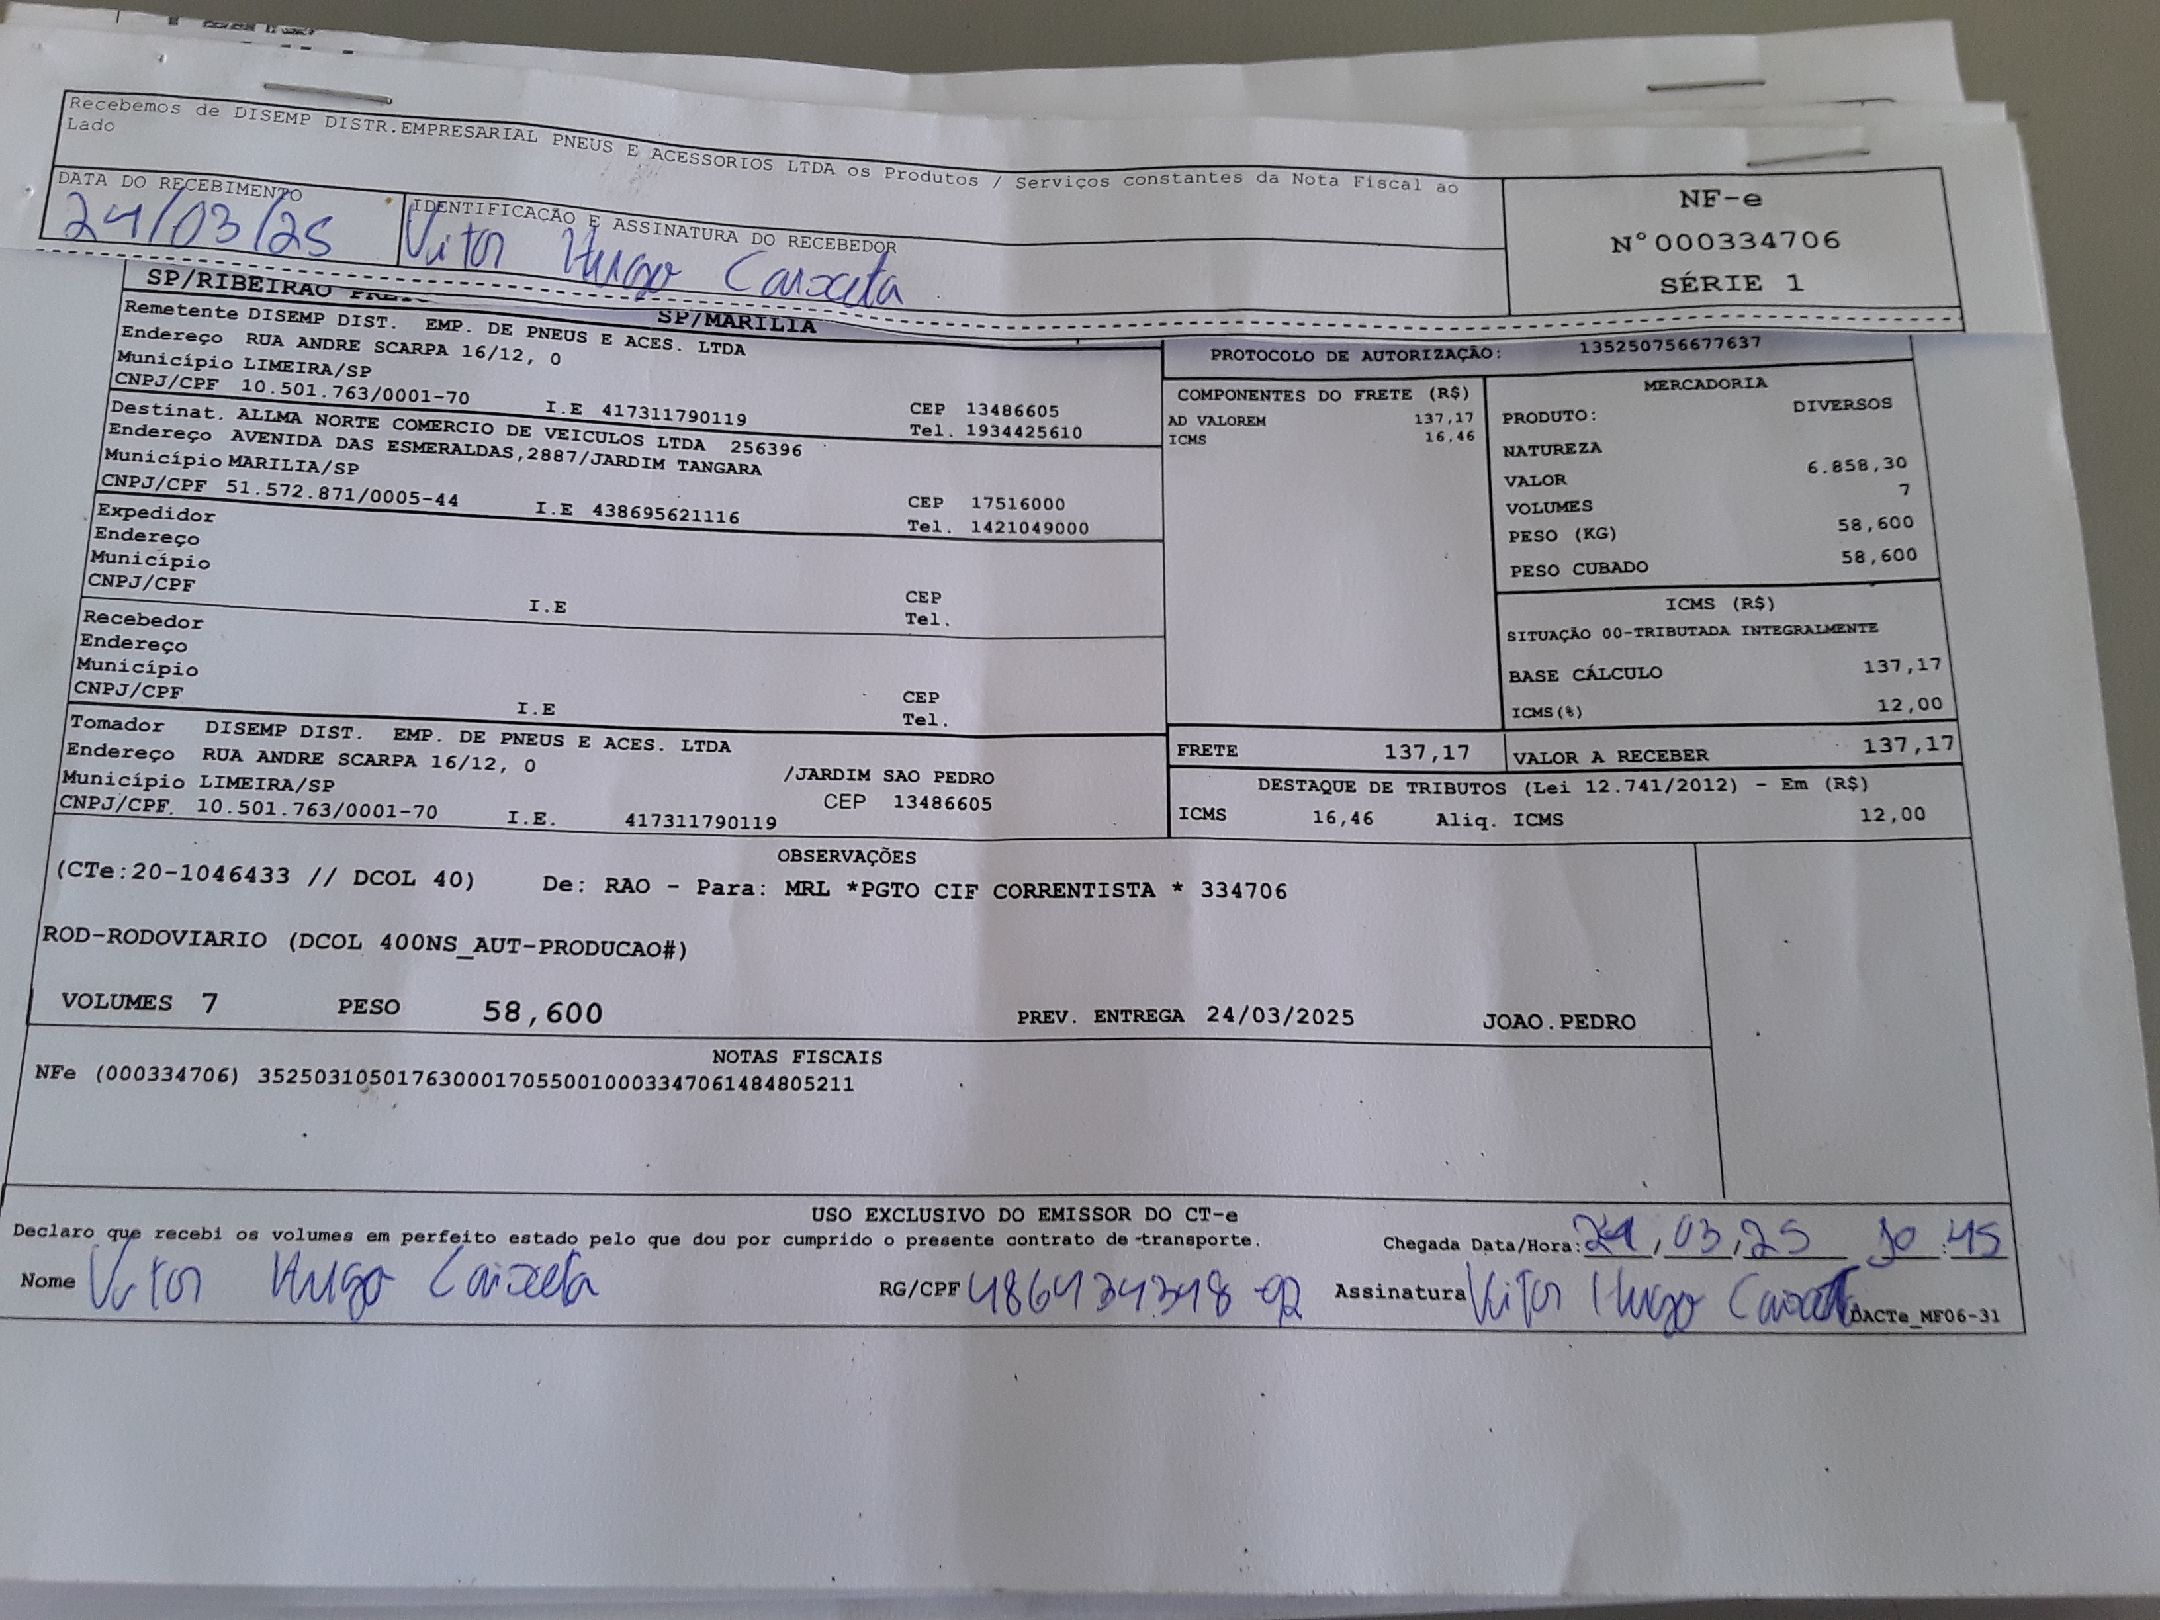 Recebemos de DISEMP DISTR.EMPRESARIAL PNEUS E ACESSORIOS LTDA os Produtos / Serviços constantes da Nota Fiscal ao
Lado
DATA DO RECEBIMENTO
24/03/25
IDENTIFICAÇÃO E ASSINATURA DO RECEBEDOR
Vitor Hugo Caixeta
NF-e
N°000334706
SÉRIE 1
SP/RIBEIRAO
SP/MARILIA
Remetente DISEMP DIST. EMP. DE PNEUS E ACES. LTDA
Endereço RUA ANDRE SCARPA 16/12, 0
Município LIMEIRA/SP
CNPJ/CPF 10.501.763/0001-70 I.E 417311790119
CEP 13486605
Tel. 1934425610
Destinat. ALLMA NORTE COMERCIO DE VEICULOS LTDA 256396
Endereço AVENIDA DAS ESMERALDAS,2887/JARDIM TANGARA
Município MARILIA/SP
CNPJ/CPF 51.572.871/0005-44 I.E 438695621116
CEP 17516000
Tel. 1421049000
Expedidor
Endereço
Município
CNPJ/CPF I.E
CEP
Tel.
Recebedor
Endereço
Município
CNPJ/CPF I.E
CEP
Tel.
Tomador DISEMP DIST. EMP. DE PNEUS E ACES. LTDA
Endereço RUA ANDRE SCARPA 16/12, 0 /JARDIM SAO PEDRO
Município LIMEIRA/SP CEP 13486605
CNPJ/CPF. 10.501.763/0001-70 I.E. 417311790119
PROTOCOLO DE AUTORIZAÇÃO: 135250756677637
COMPONENTES DO FRETE (R$)
AD VALOREM 137,17
ICMS 16,46
MERCADORIA
PRODUTO: DIVERSOS
NATUREZA
VALOR 6.858,30
VOLUMES 7
PESO (KG) 58,600
PESO CUBADO 58,600
ICMS (R$)
SITUAÇÃO 00-TRIBUTADA INTEGRALMENTE
BASE CÁLCULO 137,17
ICMS(%) 12,00
FRETE 137,17 VALOR A RECEBER 137,17
DESTAQUE DE TRIBUTOS (Lei 12.741/2012) - Em (R$)
ICMS 16,46 Aliq. ICMS 12,00
OBSERVAÇÕES
(CTe:20-1046433 // DCOL 40) De: RAO - Para: MRL *PGTO CIF CORRENTISTA * 334706
ROD-RODOVIARIO (DCOL 400NS_AUT-PRODUCAO#)
VOLUMES 7 PESO 58,600 PREV. ENTREGA 24/03/2025 JOAO.PEDRO
NOTAS FISCAIS
NFe (000334706) 35250310501763000170550010003347061484805211
USO EXCLUSIVO DO EMISSOR DO CT-e
Declaro que recebi os volumes em perfeito estado pelo que dou por cumprido o presente contrato de transporte.
Chegada Data/Hora: 24,03,25 10:45
Nome Vitor Hugo Caixeta RG/CPF Assinatura Vitor Hugo Caixeta
DACTe_MF06-31